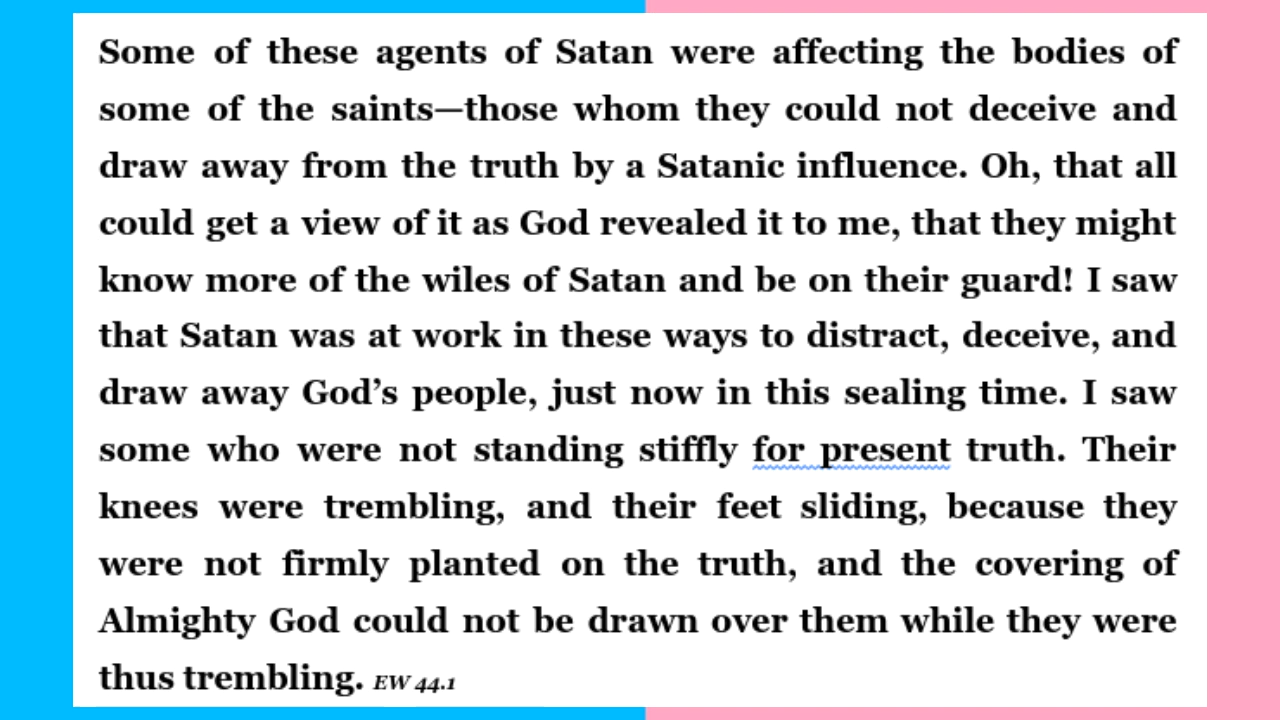 Some of these agents of Satan were affecting the bodies of
some of the saints—those whom they could not deceive and
draw away from the truth by a Satanic influence. Oh, that all
could get a view of it as God revealed it to me, that they might
know more of the wiles of Satan and be on their guard! I saw
that Satan was at work in these ways to distract, deceive, and
draw away God’s people, just now in this sealing time. I saw
some who were not standing stiffly for present truth. Their
knees were trembling, and their feet sliding, because they
were not firmly planted on the truth, and the covering of
Almighty God could not be drawn over them while they were
thus trembling. EW 44.1